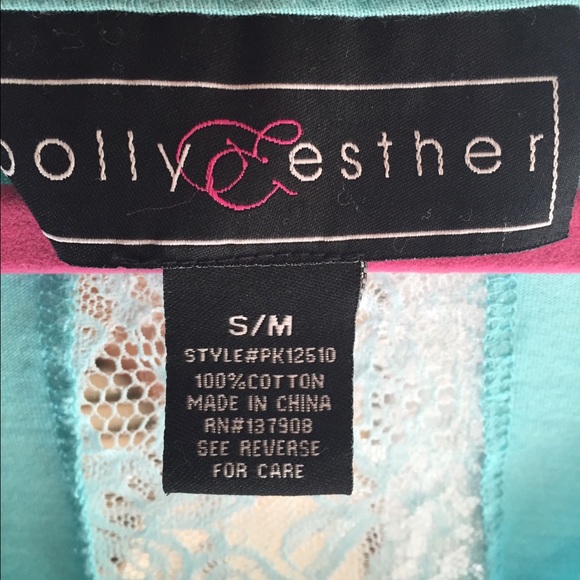 polly & esther
S/M
STYLE#PK12510
100%COTTON
MADE IN CHINA
RN#137908
SEE REVERSE
FOR CARE